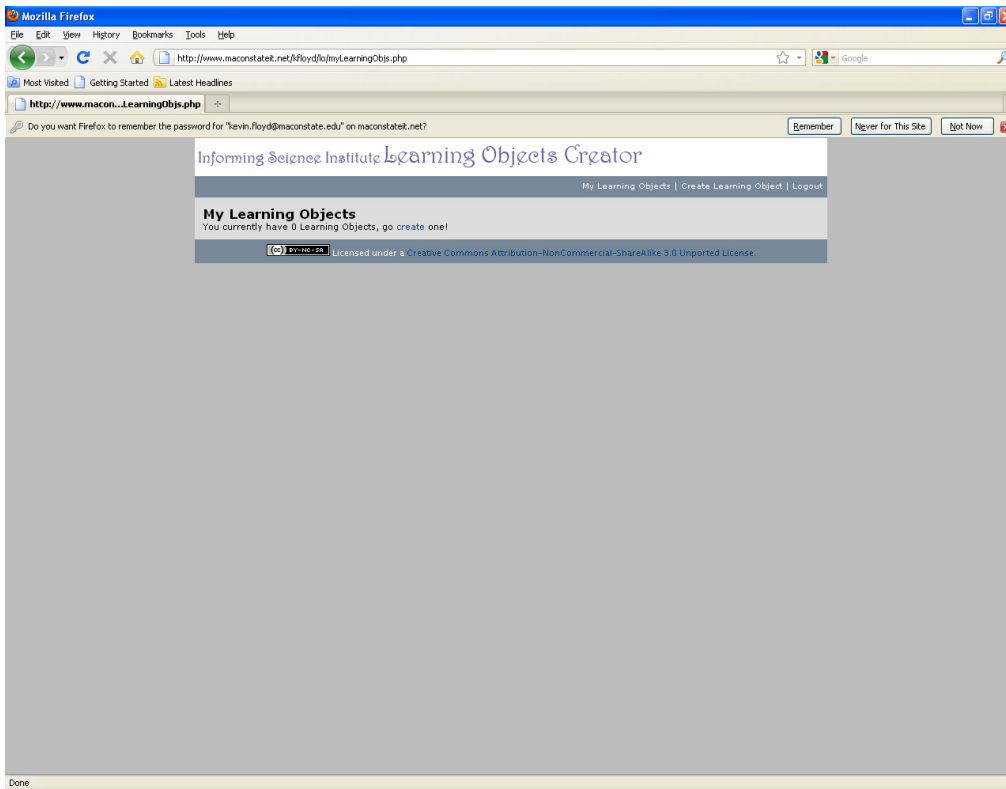 Mozilla Firefox
File Edit View History Bookmarks Tools Help
http://www.maconstateit.net/kfloyd/lo/myLearningObjs.php
Google
Most Visited Getting Started Latest Headlines
http://www.macon...LearningObjs.php
Do you want Firefox to remember the password for "kevin.floyd@maconstate.edu" on maconstateit.net? Remember Never for This Site Not Now
Informing Science Institute Learning Objects Creator
My Learning Objects | Create Learning Object | Logout
My Learning Objects
You currently have 0 Learning Objects, go create one!
(cc) BY-NC-SA Licensed under a Creative Commons Attribution-NonCommercial-ShareAlike 3.0 Unported License.
Done